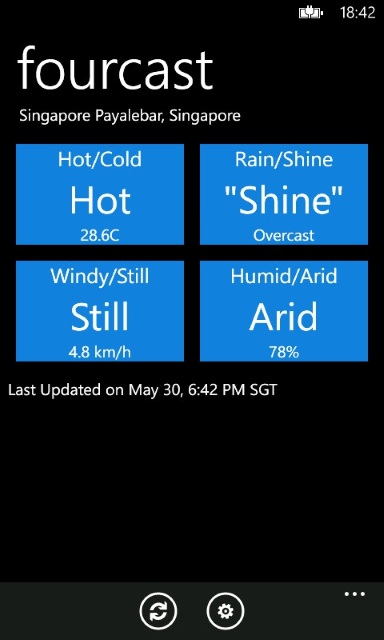 18:42
fourcast
Singapore Payalebar, Singapore
Hot/Cold
Hot
28.6C
Rain/Shine
"Shine"
Overcast
Windy/Still
Still
4.8 km/h
Humid/Arid
Arid
78%
Last Updated on May 30, 6:42 PM SGT